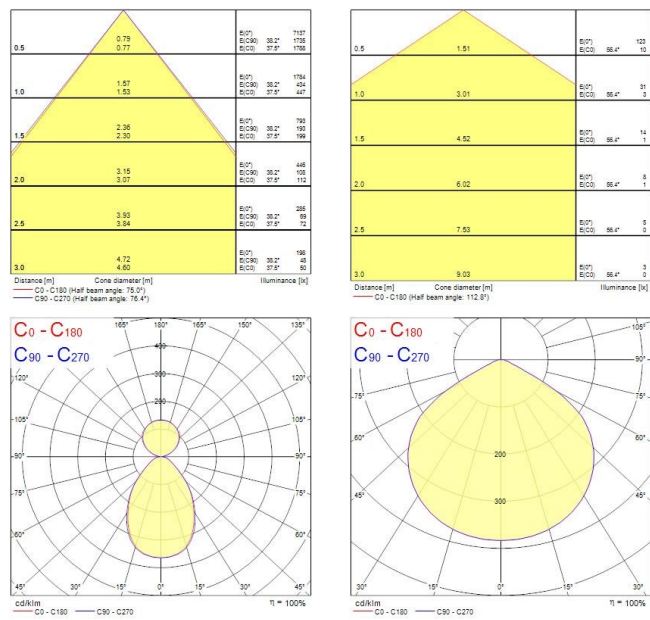 0.79
0.77
0.5
E(0°) 7137
E(C90) 38.2° 1735
E(C0) 37.5° 1788
1.57
1.53
1.0
E(0°) 1784
E(C90) 38.2° 434
E(C0) 37.5° 447
2.36
2.30
1.5
E(0°) 793
E(C90) 38.2° 193
E(C0) 37.5° 199
3.15
3.07
2.0
E(0°) 446
E(C90) 38.2° 108
E(C0) 37.5° 112
3.93
3.84
2.5
E(0°) 285
E(C90) 38.2° 69
E(C0) 37.5° 72
4.72
4.60
3.0
E(0°) 198
E(C90) 38.2° 48
E(C0) 37.5° 50
Distance [m] Cone diameter [m] Illuminance [lx]
C0 - C180 (Half beam angle: 75.0°)
C90 - C270 (Half beam angle: 76.4°)
0.5 1.51
E(0°) 123
E(C0) 56.4° 10
1.0 3.01
E(0°) 31
E(C0) 56.4° 3
1.5 4.52
E(0°) 14
E(C0) 56.4° 1
2.0 6.02
E(0°) 8
E(C0) 56.4° 1
2.5 7.53
E(0°) 5
E(C0) 56.4° 0
3.0 9.03
E(0°) 3
E(C0) 56.4° 0
Distance [m] Cone diameter [m] Illuminance [lx]
C0 - C180 (Half beam angle: 112.8°)
C0 - C180
C90 - C270
165° 180° 165° 135°
400
300
200
120° 120°
105° 105°
90° 90°
75° 75°
60° 60°
45° 30° 15° 0° 15° 30° 45°
cd/klm η = 100%
C0 - C180 C90 - C270
C0 - C180
C90 - C270
105°
90°
75° 75°
60° 60°
45° 45°
200
300
30° 15° 0° 15° 30°
cd/klm η = 100%
C0 - C180 C90 - C270